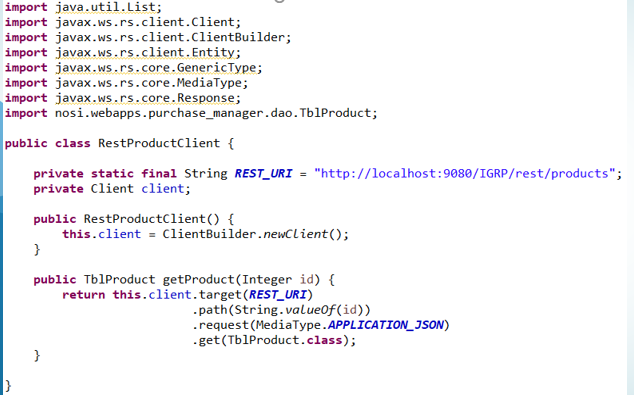 import java.util.List;
import javax.ws.rs.client.Client;
import javax.ws.rs.client.ClientBuilder;
import javax.ws.rs.client.Entity;
import javax.ws.rs.core.GenericType;
import javax.ws.rs.core.MediaType;
import javax.ws.rs.core.Response;
import nosi.webapps.purchase_manager.dao.TblProduct;

public class RestProductClient {

    private static final String REST_URI = "http://localhost:9080/IGRP/rest/products";
    private Client client;

    public RestProductClient() {
        this.client = ClientBuilder.newClient();
    }

    public TblProduct getProduct(Integer id) {
        return this.client.target(REST_URI)
                          .path(String.valueOf(id))
                          .request(MediaType.APPLICATION_JSON)
                          .get(TblProduct.class);
    }

}